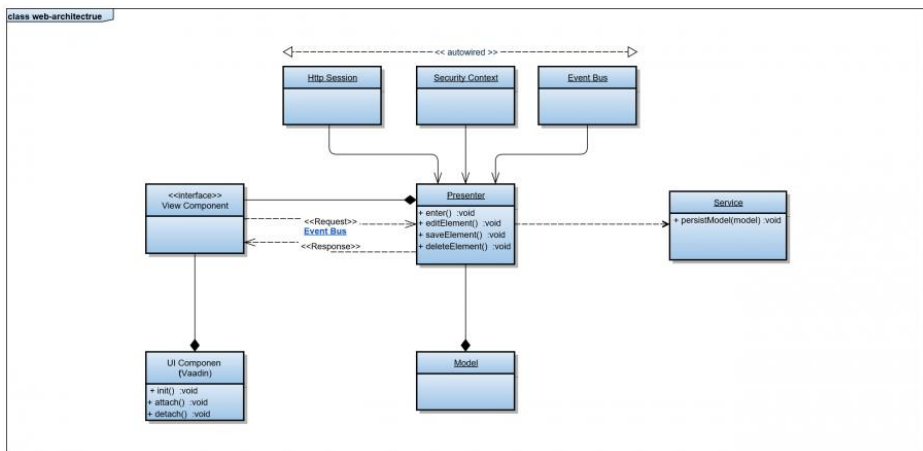 class web-architectrue
<< autowired >>
Http Session
Security Context
Event Bus
<<interface>>
View Component
Presenter
+ enter() :void
+ editElement() :void
+ saveElement() :void
+ deleteElement() :void
Service
+ persistModel(model) :void
<<Request>>
Event Bus
<<Response>>
UI Componen
(Vaadin)
+ init() :void
+ attach() :void
+ detach() :void
Model